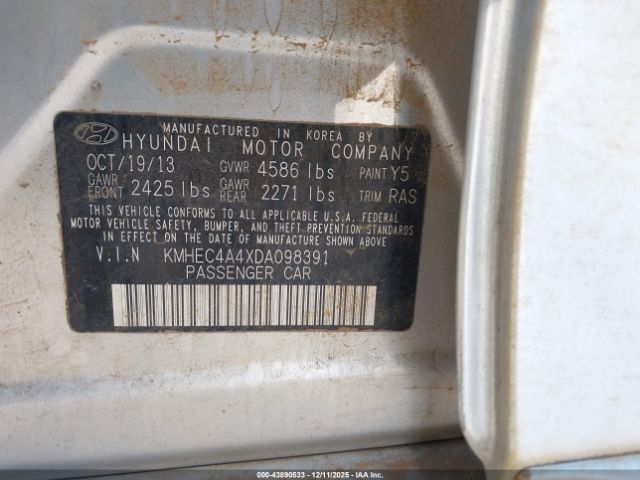 MANUFACTURED IN KOREA BY
HYUNDAI MOTOR COMPANY
OCT/19/13 GVWR 4586 lbs PAINT Y5
GAWR FRONT 2425 lbs GAWR REAR 2271 lbs TRIM RAS
THIS VEHICLE CONFORMS TO ALL APPLICABLE U.S.A. FEDERAL
MOTOR VEHICLE SAFETY, BUMPER, AND THEFT PREVENTION STANDARDS
IN EFFECT ON THE DATE OF MANUFACTURE SHOWN ABOVE.
V.I.N KMHEC4A4XDA098391
PASSENGER CAR
000-43890533 - 12/11/2025 - IAA Inc.